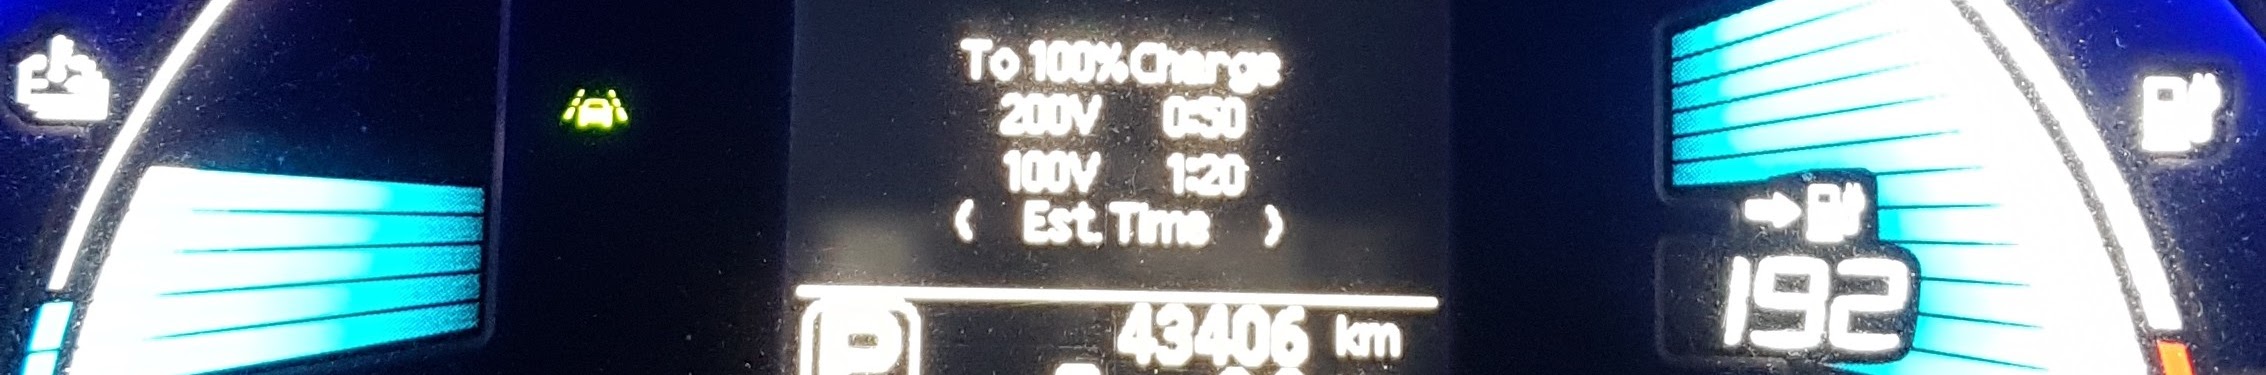 To 100% Charge
200V 0:50
100V 1:20
Est. Time
192
P
43406 km